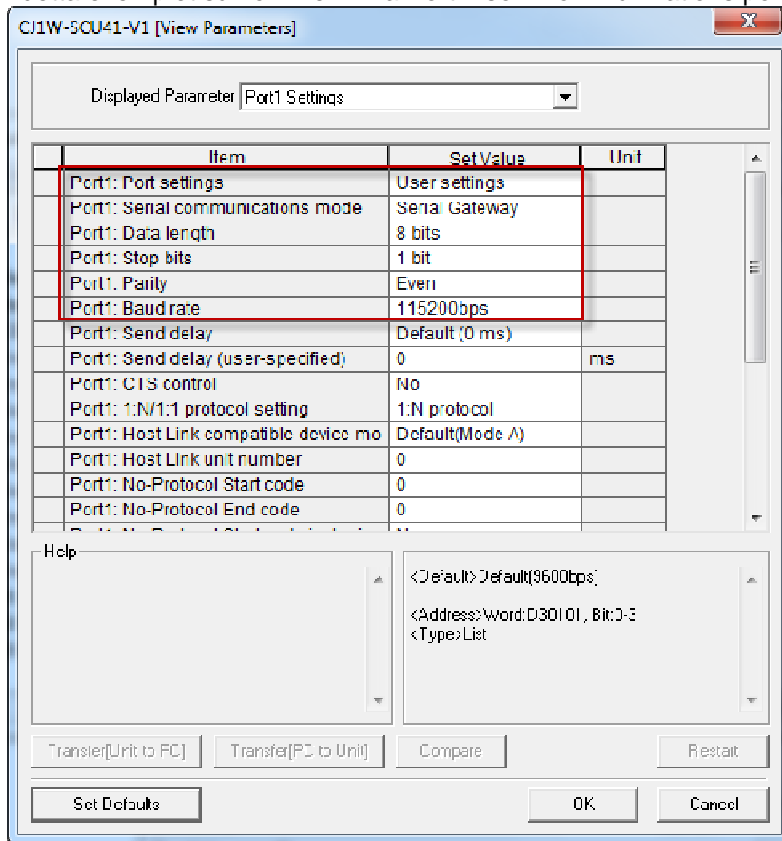 CJ1W-SCU41-V1 [View Parameters]
Displayed Parameter Port1 Settings
Item Set Value Unit
Port1: Port settings User settings
Port1: Serial communications mode Serial Gateway
Port1: Data length 8 bits
Port1: Stop bits 1 bit
Port1: Parity Even
Port1: Baud rate 115200bps
Port1: Send delay Default (0 ms)
Port1: Send delay (user-specified) 0 ms
Port1: CTS control No
Port1: 1:N/1:1 protocol setting 1:N protocol
Port1: Host Link compatible device mo Default(Mode A)
Port1: Host Link unit number 0
Port1: No-Protocol Start code 0
Port1: No-Protocol End code 0
Help
<Default>Default(9600bps)
<Address>Word:D30101, Bit:0-3
<Type>List
Transfer[Unit to PC] Transfer[PC to Unit] Compare Restart
Set Defaults OK Cancel